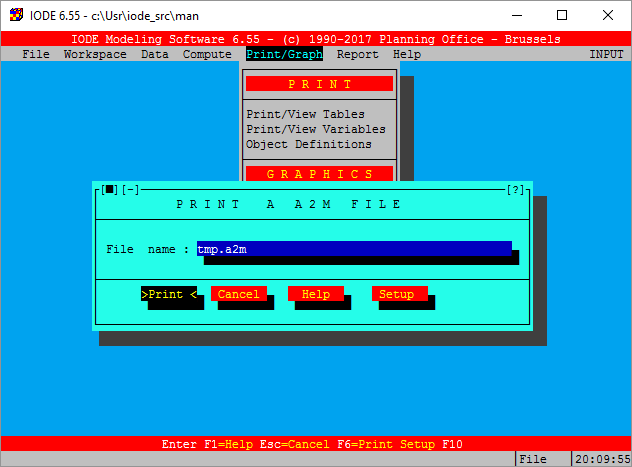 IODE 6.55 - c:\Usr\iode_src\man
IODE Modeling Software 6.55 - (c) 1990-2017 Planning Office - Brussels
File Workspace Data Compute Print/Graph Report Help INPUT
P R I N T
Print/View Tables
Print/View Variables
Object Definitions
G R A P H I C S
[■][-] [?]
P R I N T A A 2 M F I L E
File name : tmp.a2m
>Print < Cancel Help Setup
Enter F1=Help Esc=Cancel F6=Print Setup F10
File 20:09:55